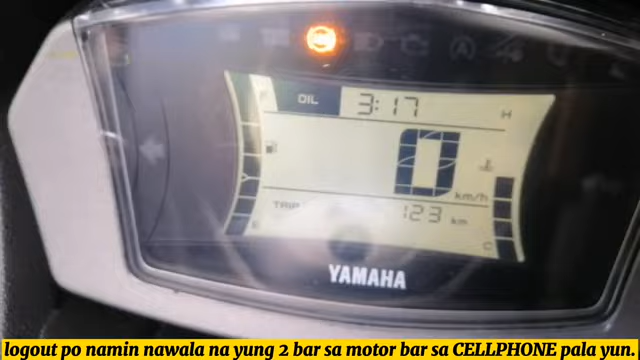 F OIL 3:17 H
0
km/h
TRIP 123 km
E C
YAMAHA
logout po namin nawala na yung 2 bar sa motor bar sa CELLPHONE pala yun.